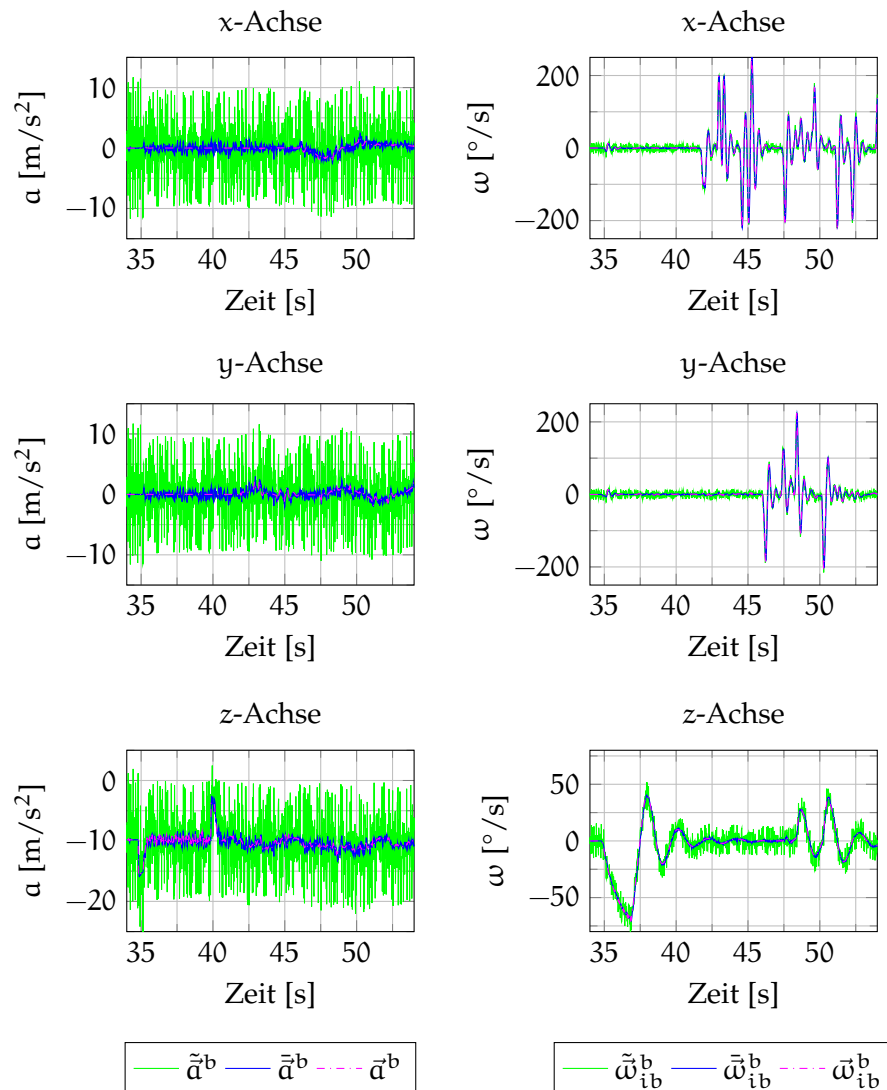 x-Achse
a [m/s²]
10
0
−10
35 40 45 50
Zeit [s]
x-Achse
ω [°/s]
200
0
−200
35 40 45 50
Zeit [s]
y-Achse
a [m/s²]
10
0
−10
35 40 45 50
Zeit [s]
y-Achse
ω [°/s]
200
0
−200
35 40 45 50
Zeit [s]
z-Achse
a [m/s²]
0
−10
−20
35 40 45 50
Zeit [s]
z-Achse
ω [°/s]
50
0
−50
35 40 45 50
Zeit [s]
ã⃗ᵇ ā⃗ᵇ a⃗ᵇ
ω̃⃗ᵇ_ib ω̄⃗ᵇ_ib ω⃗ᵇ_ib